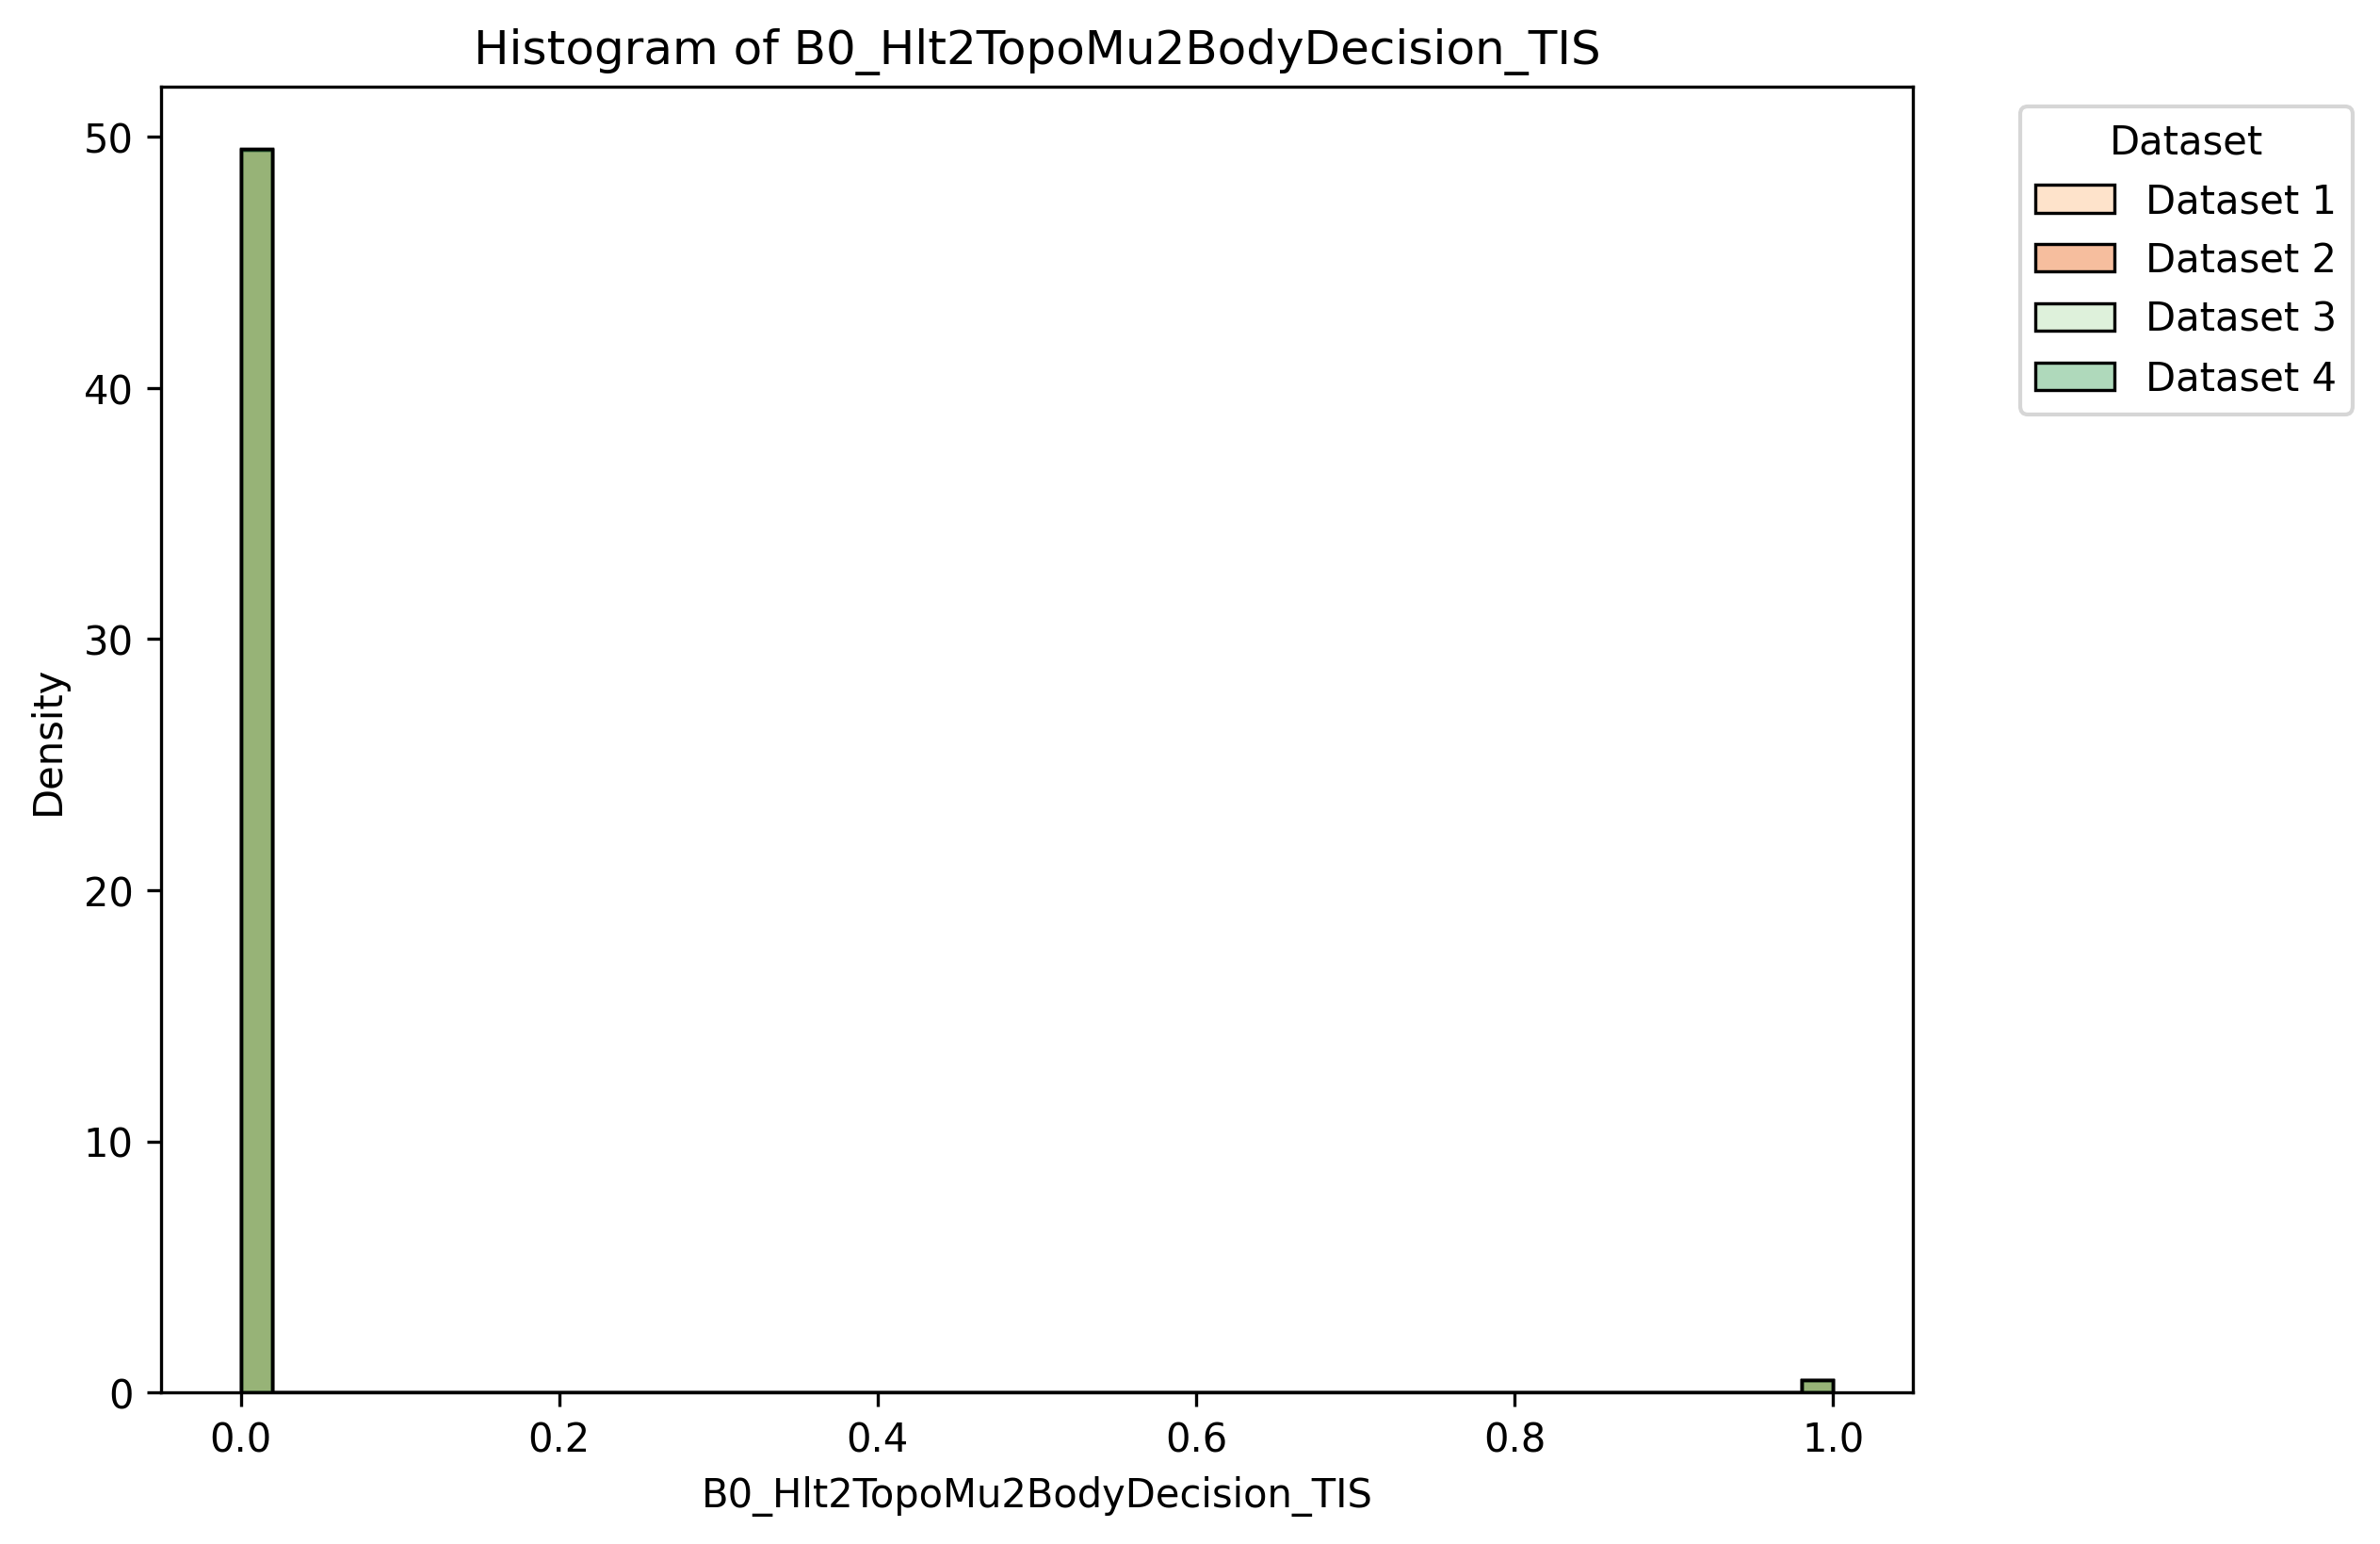 Histogram of B0_Hlt2TopoMu2BodyDecision_TIS
Dataset
Dataset 1
Dataset 2
Dataset 3
Dataset 4
Density
50
40
30
20
10
0
0.0 0.2 0.4 0.6 0.8 1.0
B0_Hlt2TopoMu2BodyDecision_TIS